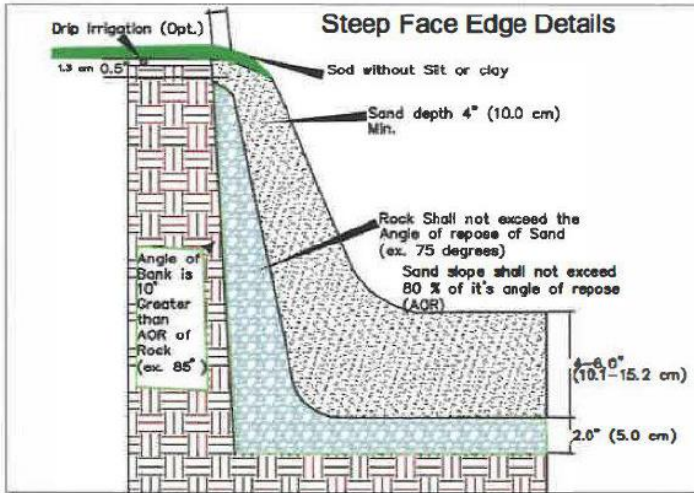 Steep Face Edge Details
Drip Irrigation (Opt.)
1.3 cm 0.5"
Sod without Silt or clay
Sand depth 4" (10.0 cm)
Min.
Rock Shall not exceed the
Angle of repose of Sand
(ex. 75 degrees)
Sand slope shall not exceed
80 % of it's angle of repose
(AOR)
Angle of
Bank is
10°
Greater
than
AOR of
Rock
(ex. 85°)
4-6.0"
(10.1-15.2 cm)
2.0" (5.0 cm)